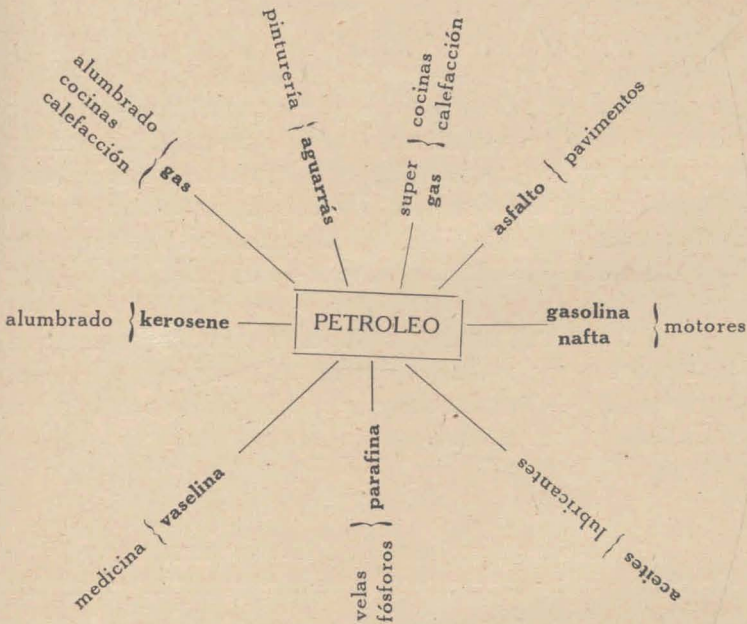 alumbrado
cocinas
calefacción
gas
pinturería
aguarrás
super
gas
cocinas
calefacción
asfalto
pavimentos
alumbrado
kerosene
PETROLEO
gasolina
nafta
motores
medicina
vaselina
parafina
velas
fósforos
lubricantes
aceites